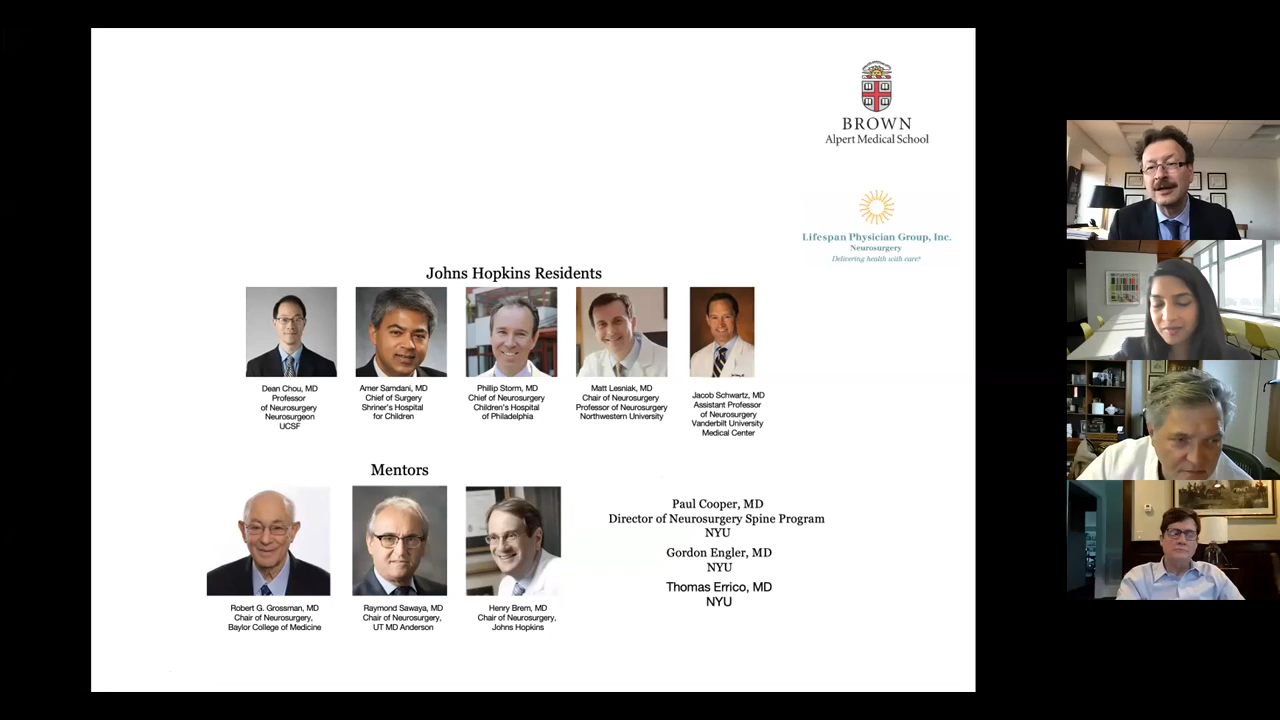 BROWN
Alpert Medical School
Lifespan Physician Group, Inc.
Neurosurgery
Delivering health with care®
Johns Hopkins Residents
Dean Chou, MD
Professor
of Neurosurgery
Neurosurgeon
UCSF
Amer Samdani, MD
Chief of Surgery
Shriner's Hospital
for Children
Phillip Storm, MD
Chief of Neurosurgery
Children's Hospital
of Philadelphia
Matt Lesniak, MD
Chair of Neurosurgery
Professor of Neurosurgery
Northwestern University
Jacob Schwartz, MD
Assistant Professor
of Neurosurgery
Vanderbilt University
Medical Center
Mentors
Robert G. Grossman, MD
Chair of Neurosurgery,
Baylor College of Medicine
Raymond Sawaya, MD
Chair of Neurosurgery,
UT MD Anderson
Henry Brem, MD
Chair of Neurosurgery,
Johns Hopkins
Paul Cooper, MD
Director of Neurosurgery Spine Program
NYU
Gordon Engler, MD
NYU
Thomas Errico, MD
NYU